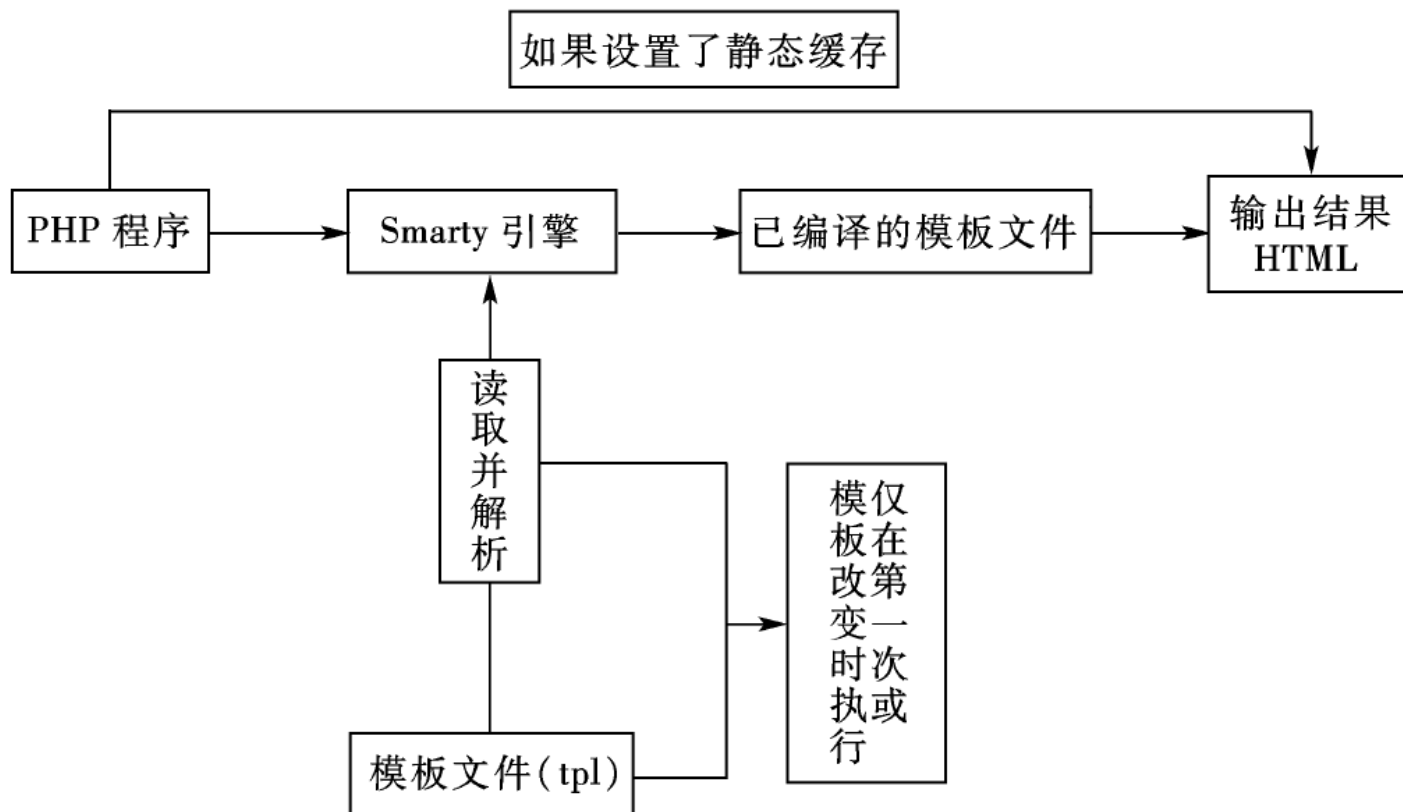 如果设置了静态缓存
PHP 程序
Smarty 引擎
已编译的模板文件
输出结果
HTML
读取并解析
仅在第一次或
模板改变时执行
模板文件(tpl)